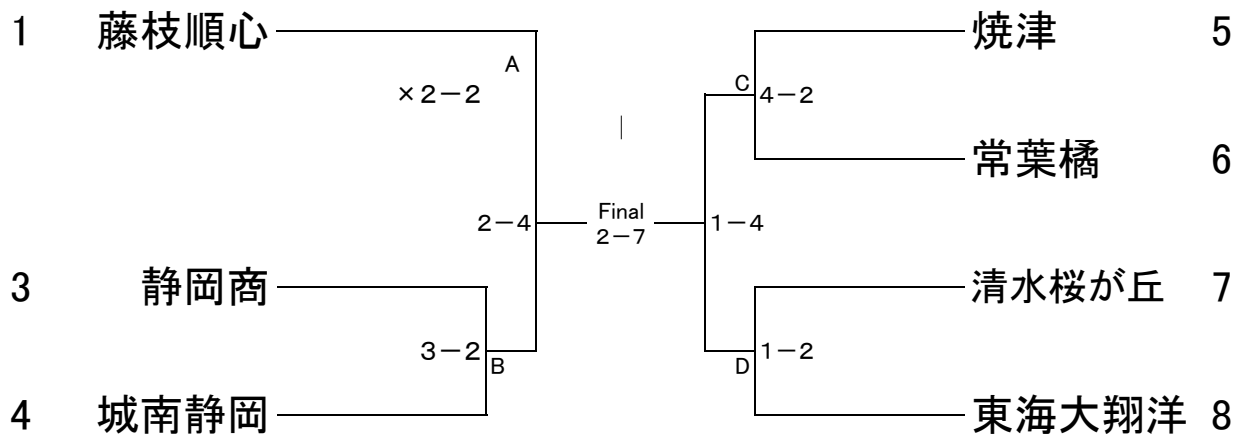 1 藤枝順心
A
×2－2
2－4
3 静岡商
3－2
B
4 城南静岡
Final
2－7
焼津 5
C
4－2
常葉橘 6
1－4
清水桜が丘 7
1－2
D
東海大翔洋 8